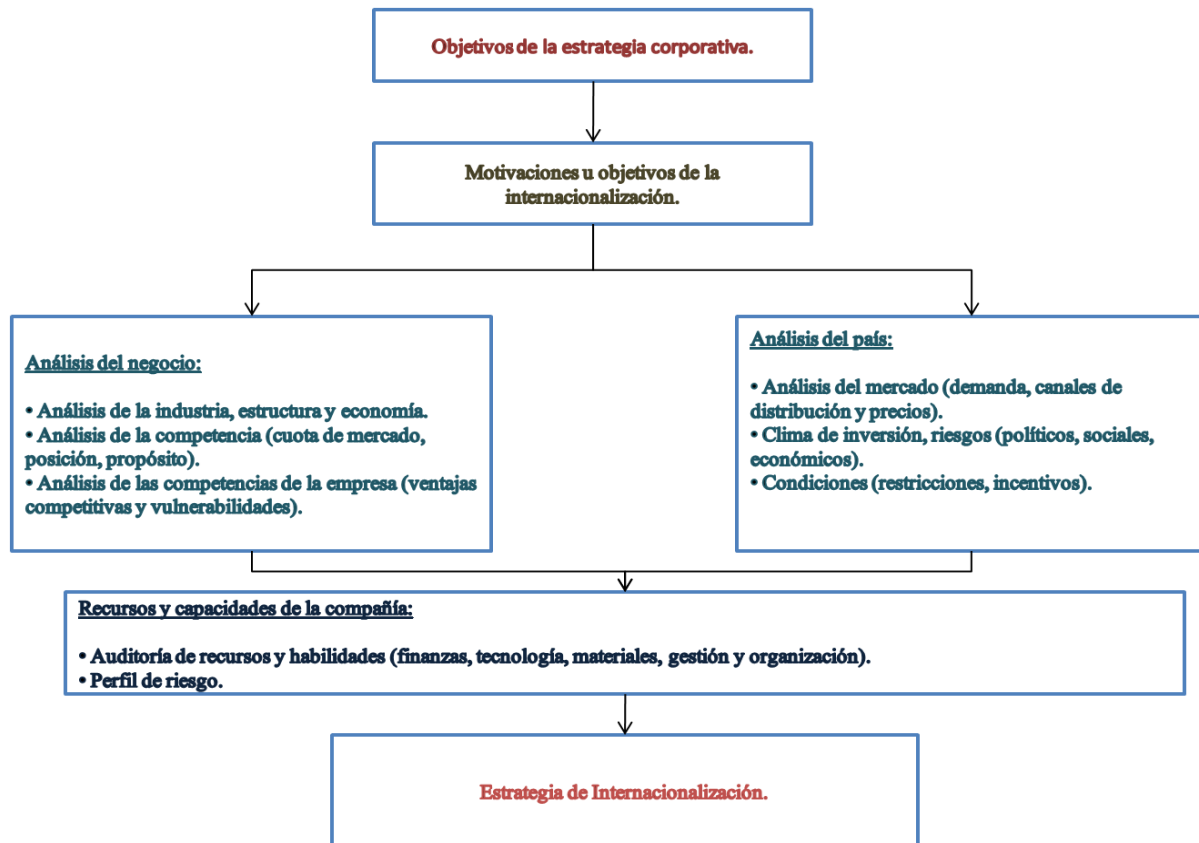 Objetivos de la estrategia corporativa.
Motivaciones u objetivos de la
internacionalización.
Análisis del negocio:
• Análisis de la industria, estructura y economía.
• Análisis de la competencia (cuota de mercado,
posición, propósito).
• Análisis de las competencias de la empresa (ventajas
competitivas y vulnerabilidades).
Análisis del país:
• Análisis del mercado (demanda, canales de
distribución y precios).
• Clima de inversión, riesgos (políticos, sociales,
económicos).
• Condiciones (restricciones, incentivos).
Recursos y capacidades de la compañía:
• Auditoría de recursos y habilidades (finanzas, tecnología, materiales, gestión y organización).
• Perfil de riesgo.
Estrategia de Internacionalización.